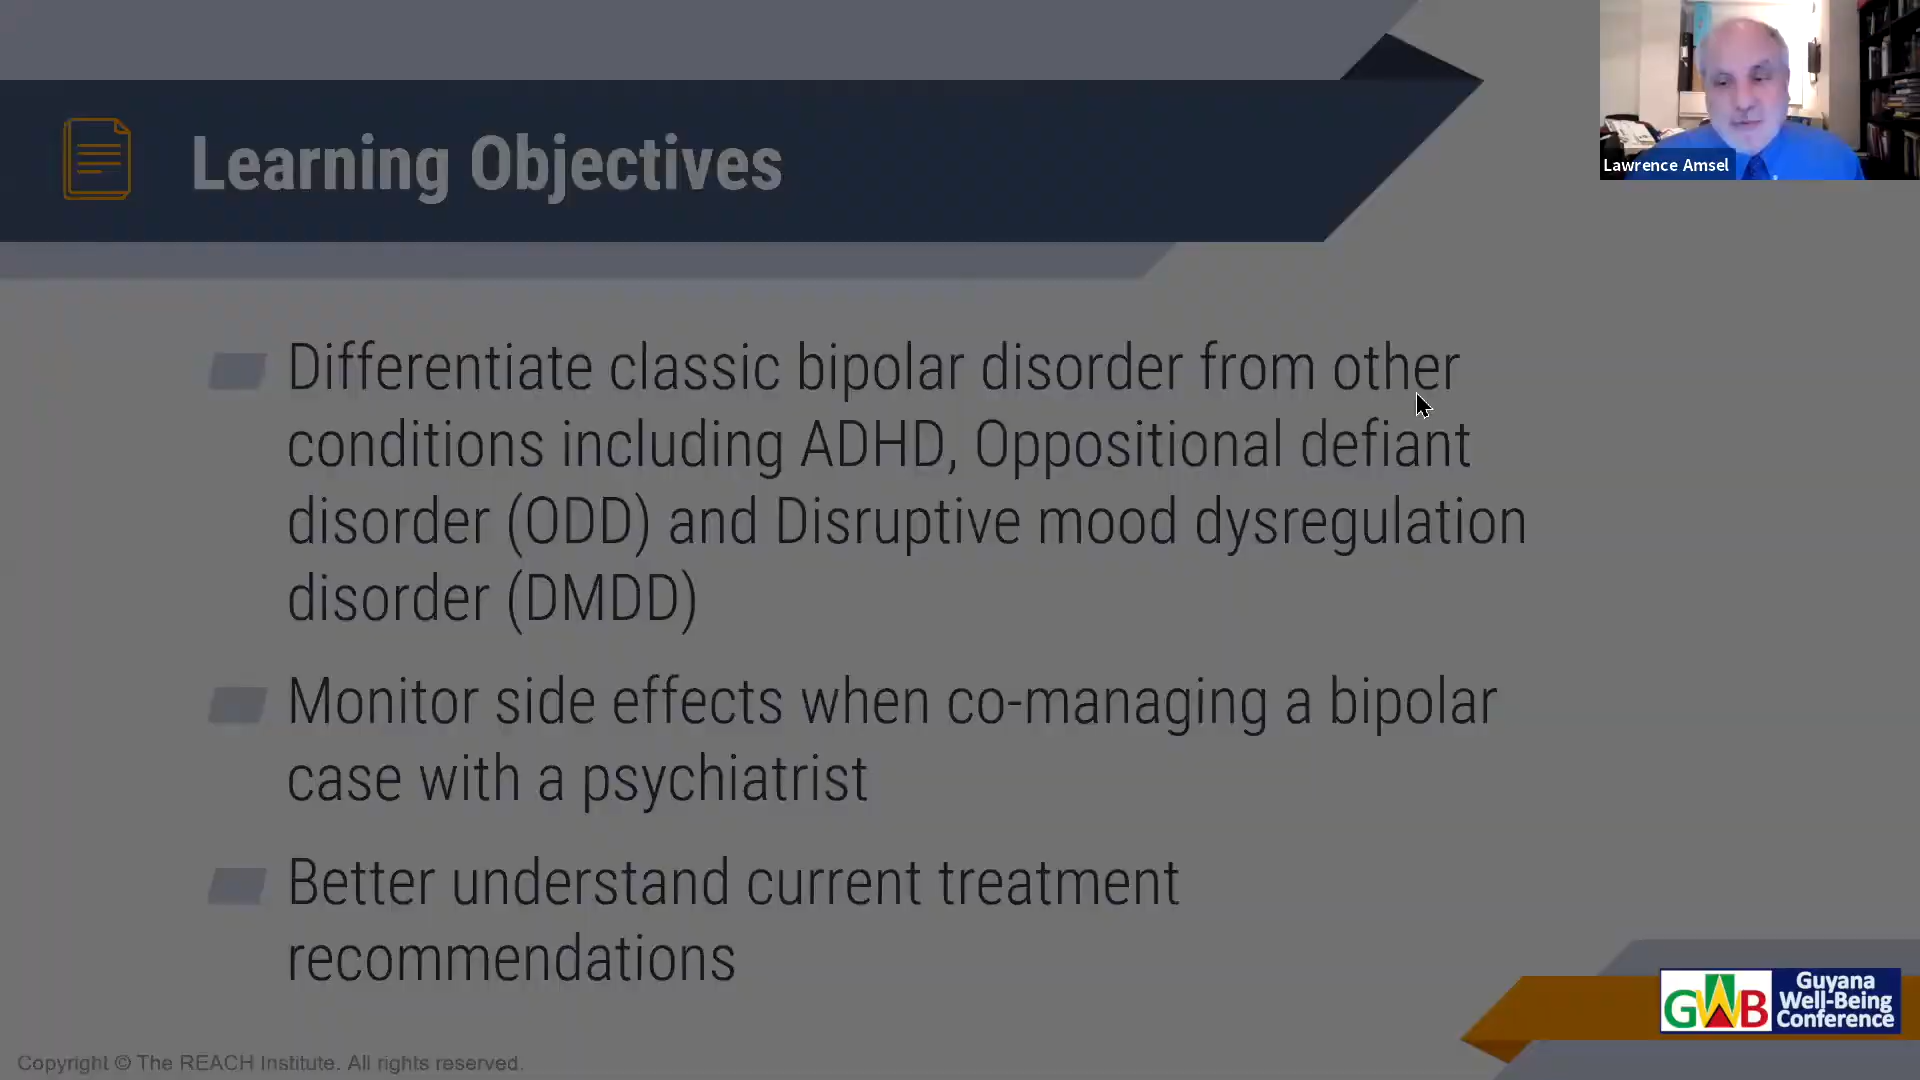 Learning Objectives
Lawrence Amsel
Differentiate classic bipolar disorder from other
conditions including ADHD, Oppositional defiant
disorder (ODD) and Disruptive mood dysregulation
disorder (DMDD)
Monitor side effects when co-managing a bipolar
case with a psychiatrist
Better understand current treatment
recommendations
GWB
Guyana
Well-Being
Conference
Copyright © The REACH Institute. All rights reserved.